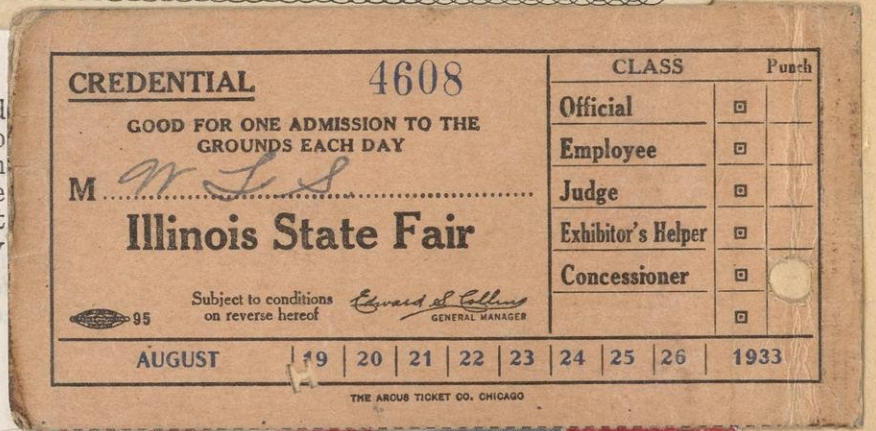 CREDENTIAL
4608
GOOD FOR ONE ADMISSION TO THE
GROUNDS EACH DAY
M W L S
Illinois State Fair
Subject to conditions
on reverse hereof
Edward S Collins
GENERAL MANAGER
95
CLASS Punch
Official
Employee
Judge
Exhibitor's Helper
Concessioner
AUGUST 19 20 21 22 23 24 25 26 1933
THE ARCUS TICKET CO. CHICAGO